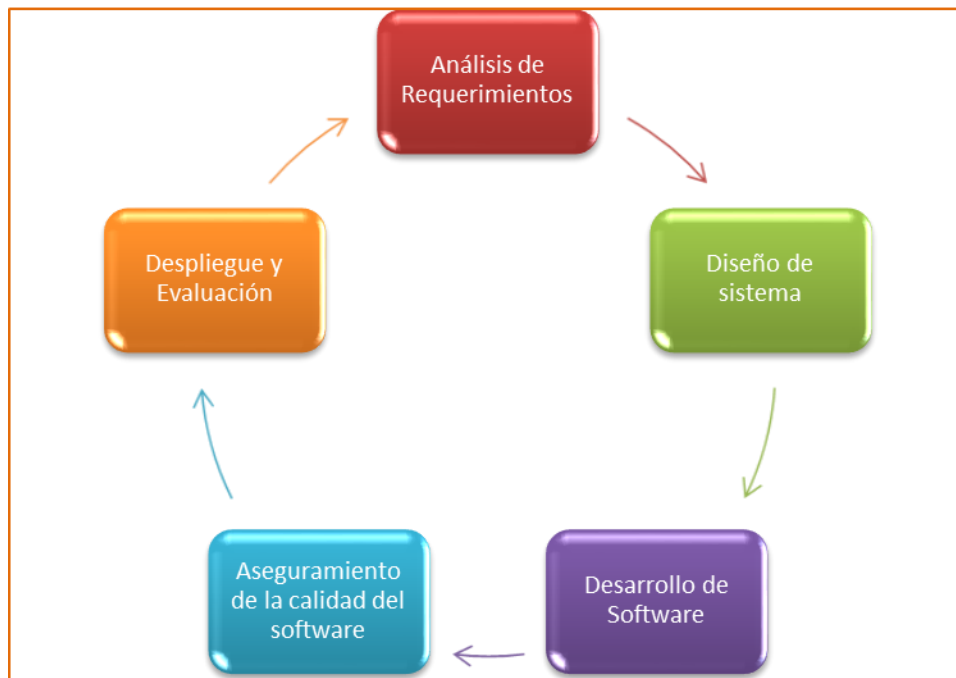 Análisis de
Requerimientos
Diseño de
sistema
Desarrollo de
Software
Aseguramiento
de la calidad del
software
Despliegue y
Evaluación